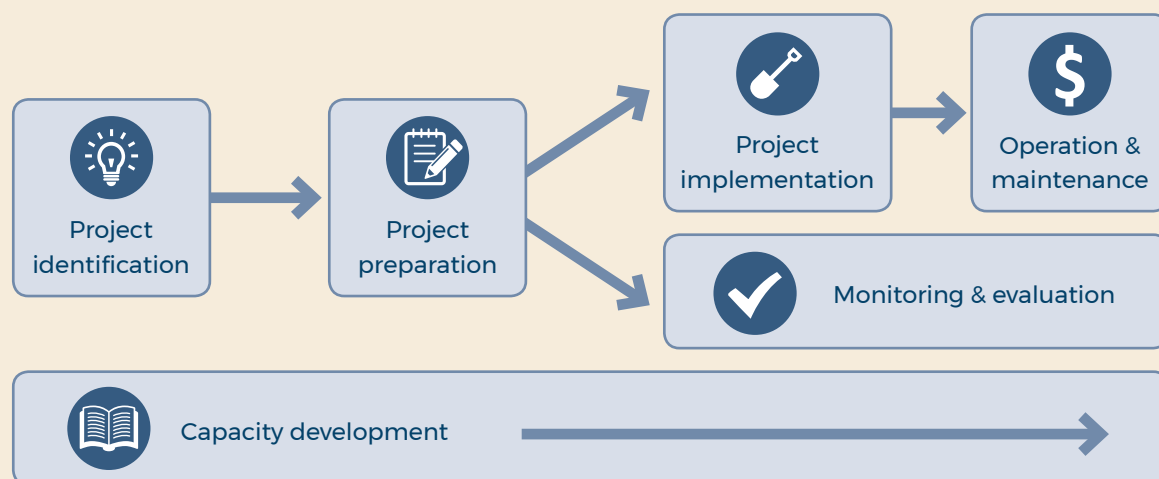 Project
identification
Project
preparation
Project
implementation
Operation &
maintenance
Monitoring & evaluation
Capacity development